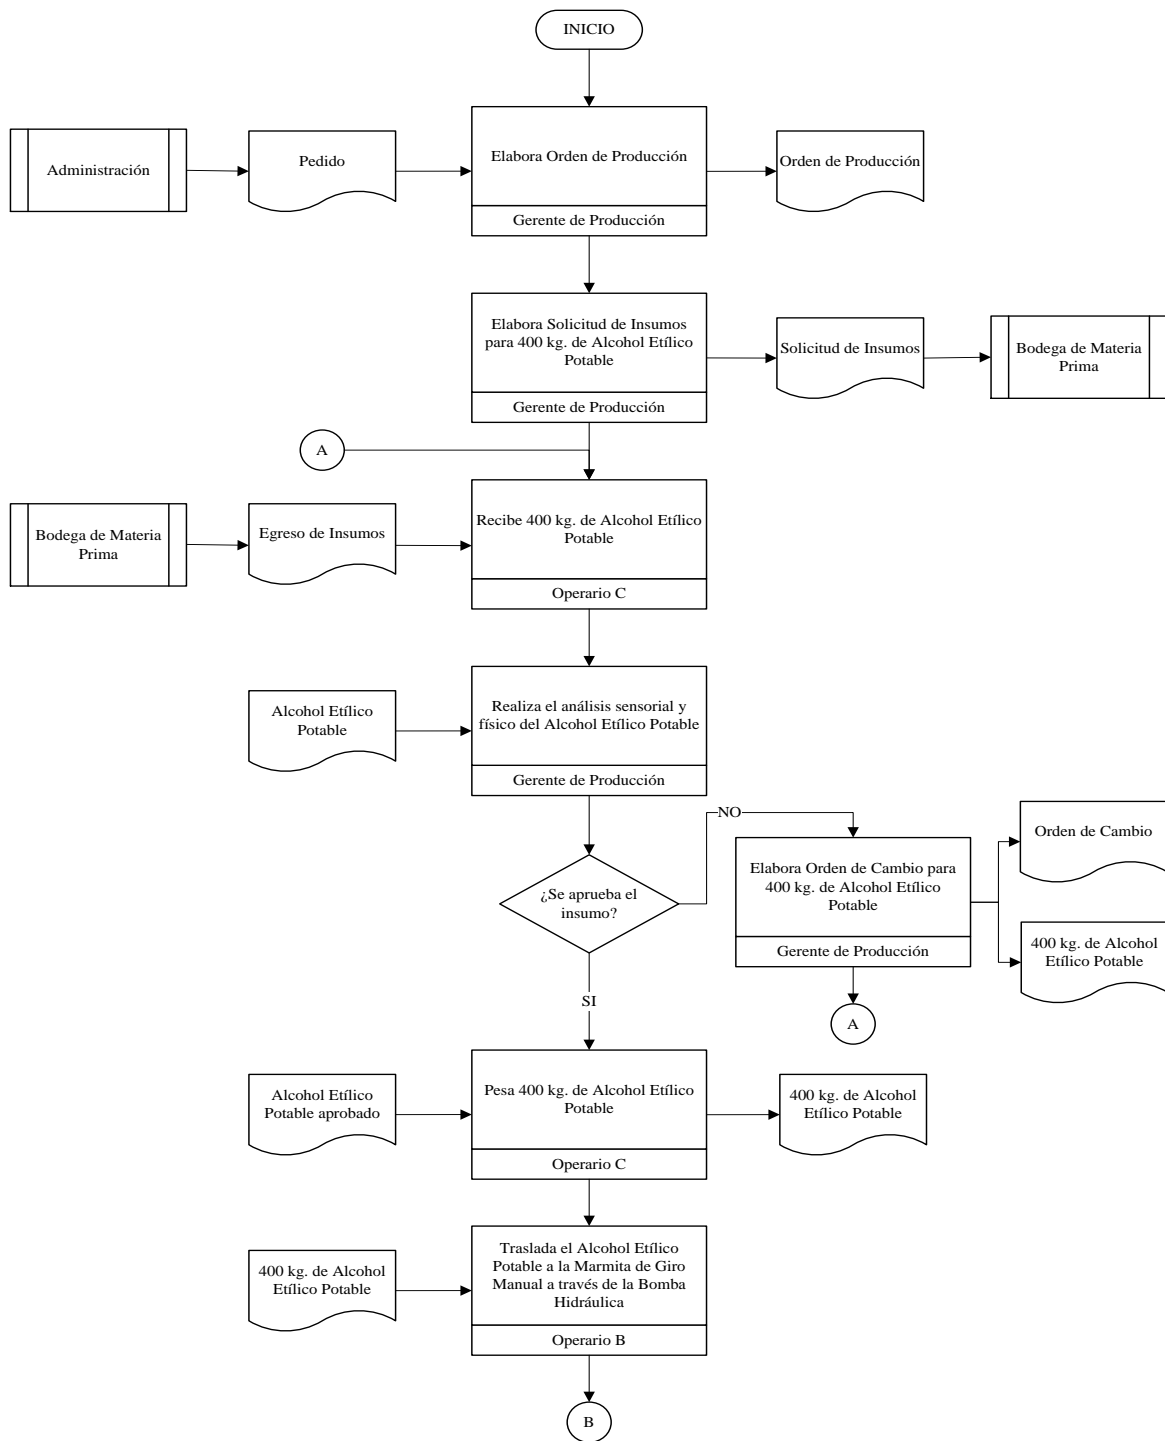 INICIO
Administración
Pedido
Elabora Orden de Producción
Gerente de Producción
Orden de Producción
Elabora Solicitud de Insumos
para 400 kg. de Alcohol Etílico
Potable
Gerente de Producción
Solicitud de Insumos
Bodega de Materia
Prima
A
Bodega de Materia
Prima
Egreso de Insumos
Recibe 400 kg. de Alcohol Etílico
Potable
Operario C
Alcohol Etílico
Potable
Realiza el análisis sensorial y
físico del Alcohol Etílico Potable
Gerente de Producción
¿Se aprueba el
insumo?
NO
Elabora Orden de Cambio para
400 kg. de Alcohol Etílico
Potable
Gerente de Producción
Orden de Cambio
400 kg. de Alcohol
Etílico Potable
A
SI
Alcohol Etílico
Potable aprobado
Pesa 400 kg. de Alcohol Etílico
Potable
Operario C
400 kg. de Alcohol
Etílico Potable
400 kg. de Alcohol
Etílico Potable
Traslada el Alcohol Etílico
Potable a la Marmita de Giro
Manual a través de la Bomba
Hidráulica
Operario B
B